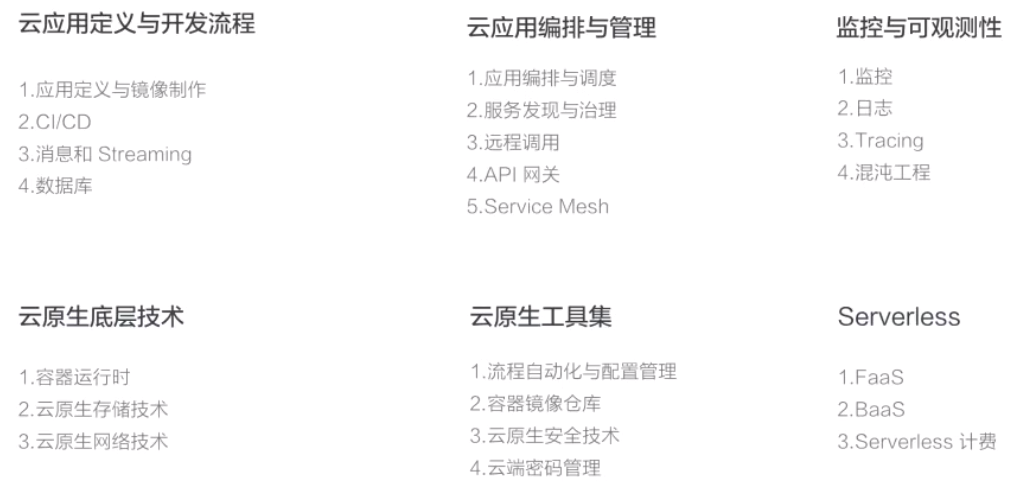 云应用定义与开发流程
1.应用定义与镜像制作
2.CI/CD
3.消息和 Streaming
4.数据库
云应用编排与管理
1.应用编排与调度
2.服务发现与治理
3.远程调用
4.API 网关
5.Service Mesh
监控与可观测性
1.监控
2.日志
3.Tracing
4.混沌工程
云原生底层技术
1.容器运行时
2.云原生存储技术
3.云原生网络技术
云原生工具集
1.流程自动化与配置管理
2.容器镜像仓库
3.云原生安全技术
4.云端密码管理
Serverless
1.FaaS
2.BaaS
3.Serverless 计费